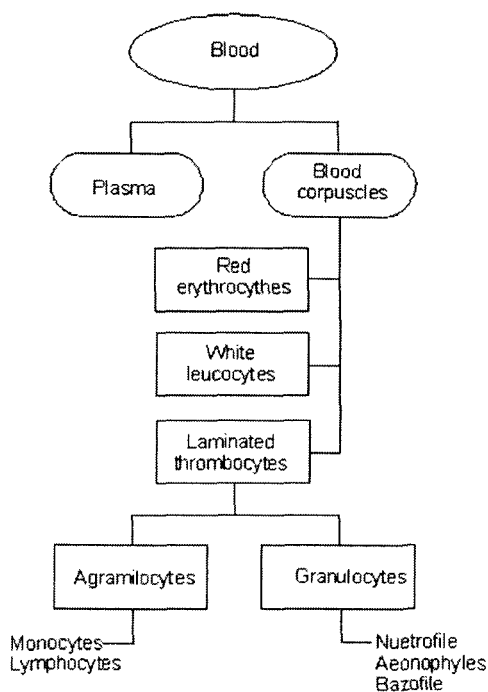 Blood
Plasma
Blood
corpuscles
Red
erythrocythes
White
leucocytes
Laminated
thrombocytes
Agramilocytes
Granulocytes
Monocytes
Lymphocytes
Nuetrofile
Aeonophyles
Bazofile